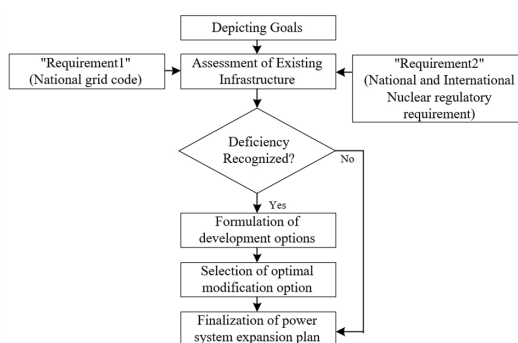 Depicting Goals
"Requirement1"
(National grid code)
Assessment of Existing
Infrastructure
"Requirement2"
(National and International
Nuclear regulatory
requirement)
Deficiency
Recognized?
No
Yes
Formulation of
development options
Selection of optimal
modification option
Finalization of power
system expansion plan